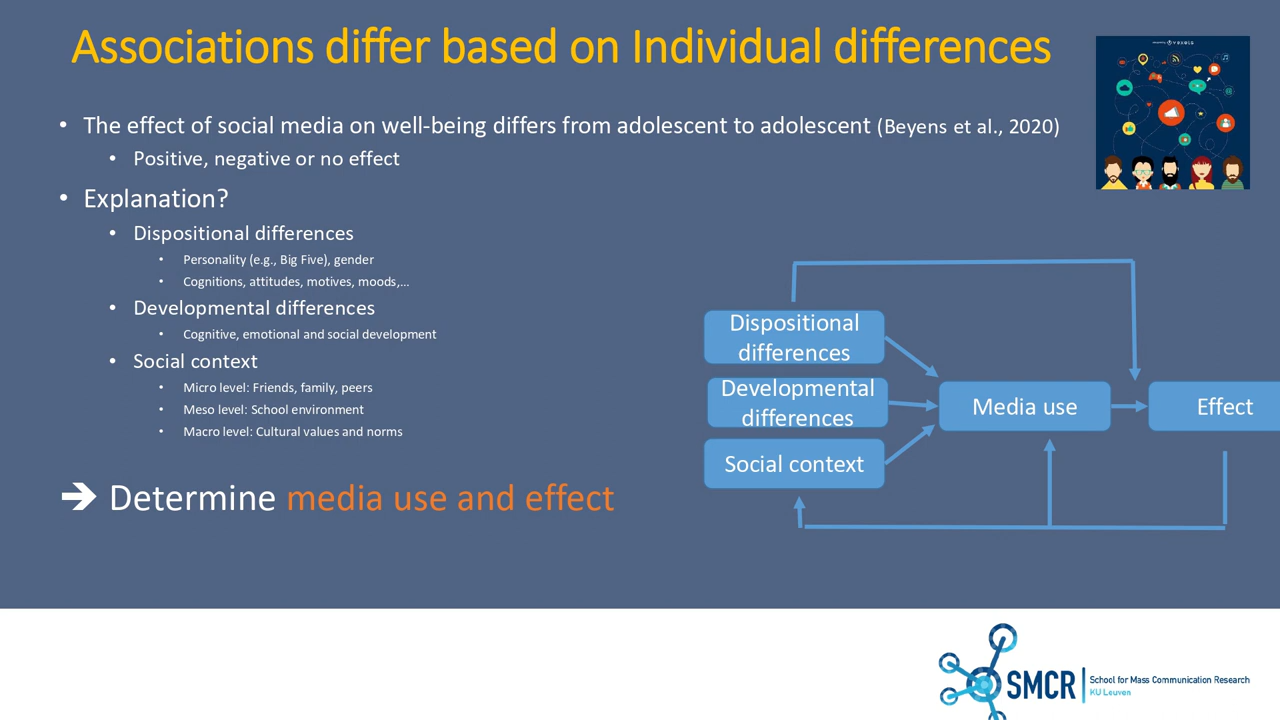 Associations differ based on Individual differences
• The effect of social media on well-being differs from adolescent to adolescent (Beyens et al., 2020)
• Positive, negative or no effect
• Explanation?
• Dispositional differences
• Personality (e.g., Big Five), gender
• Cognitions, attitudes, motives, moods,...
• Developmental differences
• Cognitive, emotional and social development
• Social context
• Micro level: Friends, family, peers
• Meso level: School environment
• Macro level: Cultural values and norms
➔ Determine media use and effect
Dispositional
differences
Developmental
differences
Social context
Media use
Effect
SMCR
School for Mass Communication Research
KU Leuven